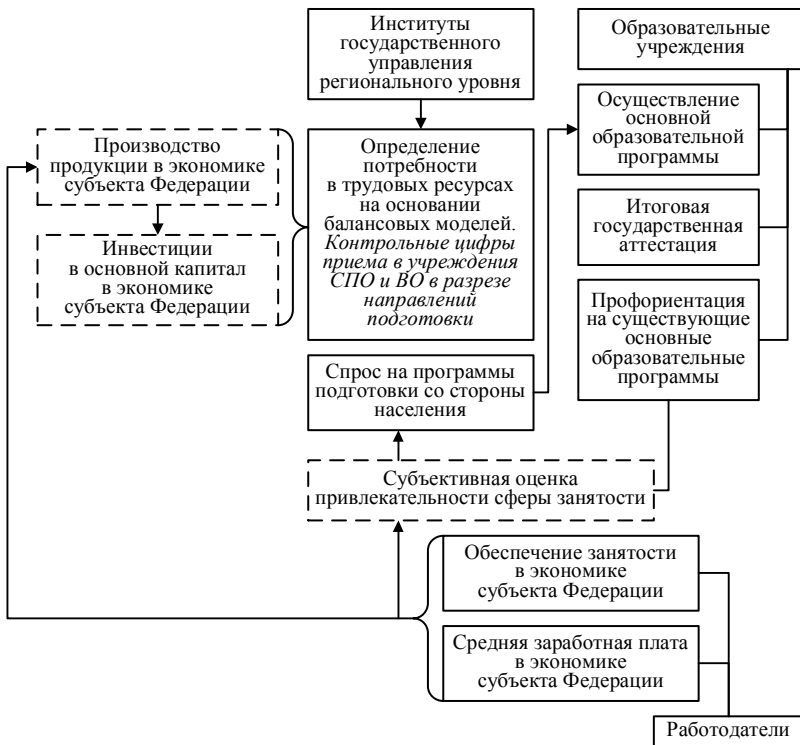 Институты
государственного
управления
регионального уровня
Образовательные
учреждения
Производство
продукции в экономике
субъекта Федерации
Определение
потребности
в трудовых ресурсах
на основании
балансовых моделей.
Контрольные цифры
приема в учреждения
СПО и ВО в разрезе
направлений
подготовки
Осуществление
основной
образовательной
программы
Инвестиции
в основной капитал
в экономике
субъекта Федерации
Итоговая
государственная
аттестация
Профориентация
на существующие
основные
образовательные
программы
Спрос на программы
подготовки со стороны
населения
Субъективная оценка
привлекательности сферы занятости
Обеспечение занятости
в экономике
субъекта Федерации
Средняя заработная плата
в экономике
субъекта Федерации
Работодатели